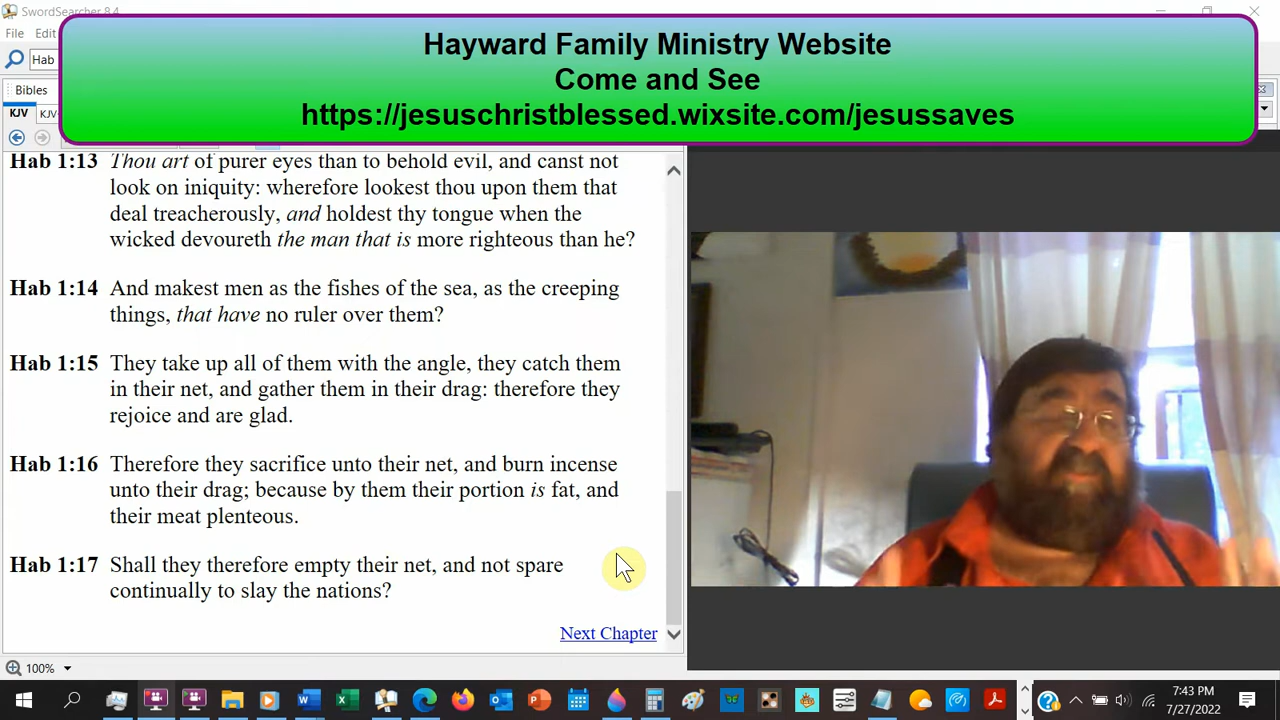 SwordSearcher 8.4
File Edit
Hayward Family Ministry Website
Come and See
https://jesuschristblessed.wixsite.com/jesussaves
Hab
Bibles
KJV KJV
Hab 1:13 Thou art of purer eyes than to behold evil, and canst not
look on iniquity: wherefore lookest thou upon them that
deal treacherously, and holdest thy tongue when the
wicked devoureth the man that is more righteous than he?
Hab 1:14 And makest men as the fishes of the sea, as the creeping
things, that have no ruler over them?
Hab 1:15 They take up all of them with the angle, they catch them
in their net, and gather them in their drag: therefore they
rejoice and are glad.
Hab 1:16 Therefore they sacrifice unto their net, and burn incense
unto their drag; because by them their portion is fat, and
their meat plenteous.
Hab 1:17 Shall they therefore empty their net, and not spare
continually to slay the nations?
Next Chapter
100%
7:43 PM
7/27/2022